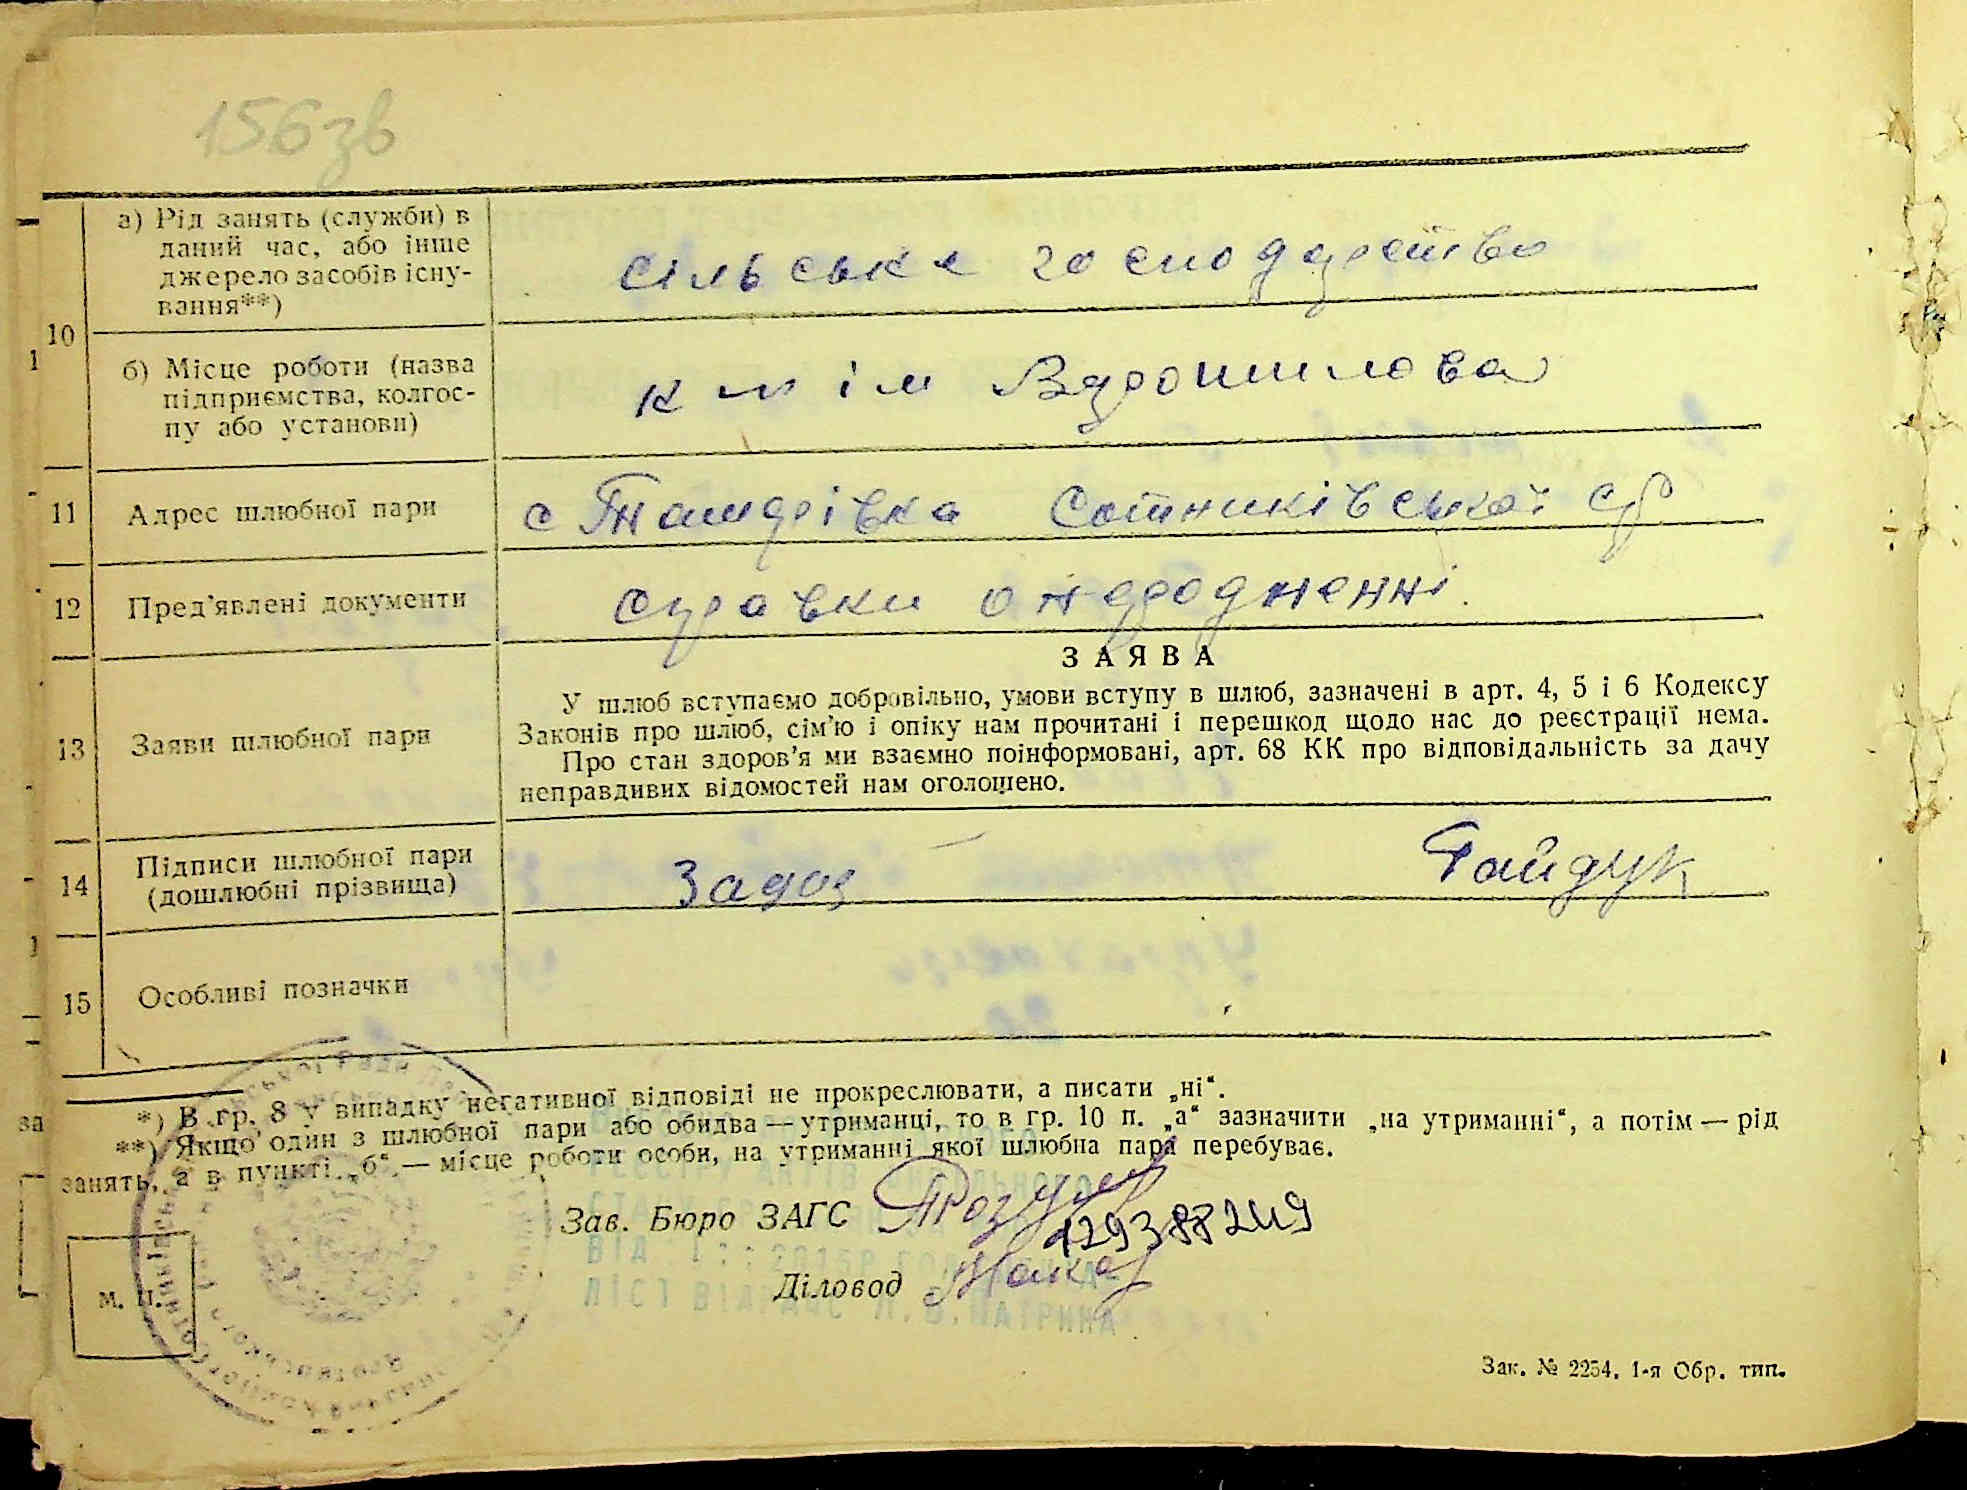 156 зв
а) Рід занять (служби) в
даний час, або інше
джерело засобів існу-
вання**)
сільське господарство
10
б) Місце роботи (назва
підприємства, колгос-
пу або установи)
к ім Ворошилова
11
Адрес шлюбної пари
с Ташурівка Сотниківської ср
12
Пред'явлені документи
справки о народженні.
13
Заяви шлюбної пари
ЗАЯВА
У шлюб вступаємо добровільно, умови вступу в шлюб, зазначені в арт. 4, 5 і 6 Кодексу
Законів про шлюб, сім'ю і опіку нам прочитані і перешкод щодо нас до реєстрації нема.
Про стан здоров'я ми взаємно поінформовані, арт. 68 КК про відповідальність за дачу
неправдивих відомостей нам оголошено.
14
Підписи шлюбної пари
(дошлюбні прізвища)
Гайдук
15
Особливі позначки
*) В гр. 8 у випадку негативної відповіді не прокреслювати, а писати „ні“.
**) Якщо один з шлюбної пари або обидва — утриманці, то в гр. 10 п. „а“ зазначити „на утриманні“, а потім — рід
занять, а в пункті „б“ — місце роботи особи, на утриманні якої шлюбна пара перебуває.
Зав. Бюро ЗАГС
Діловод
М. П.
Зак. № 2254. 1-я Обр. тип.